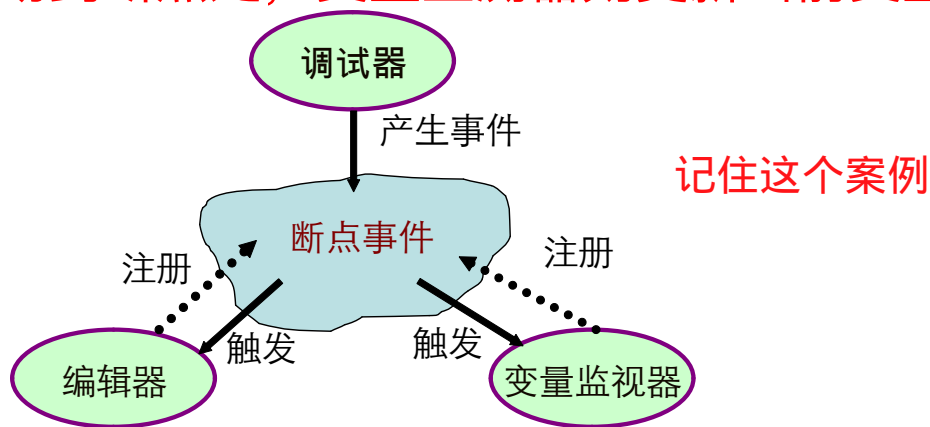 调试器
产生事件
记住这个案例
断点事件
注册
注册
触发
触发
编辑器
变量监视器